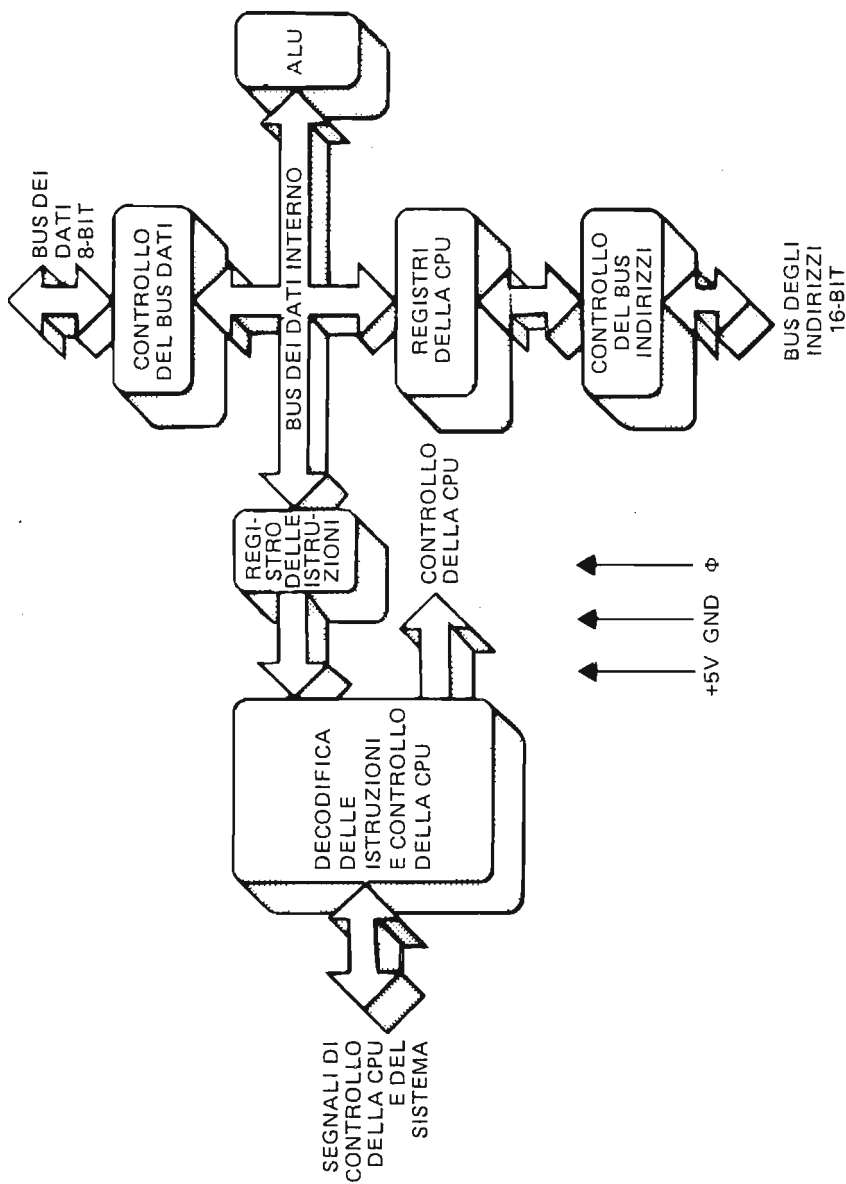 BUS DEI
DATI
8-BIT
CONTROLLO
DEL BUS DATI
ALU
BUS DEI DATI INTERNO
REGI-
STRO
DELLE
ISTRU-
ZIONI
DECODIFICA
DELLE
ISTRUZIONI
E CONTROLLO
DELLA CPU
SEGNALI DI
CONTROLLO
DELLA CPU
E DEL
SISTEMA
CONTROLLO
DELLA CPU
REGISTRI
DELLA CPU
CONTROLLO
DEL BUS
INDIRIZZI
BUS DEGLI
INDIRIZZI
16-BIT
+5V GND Φ